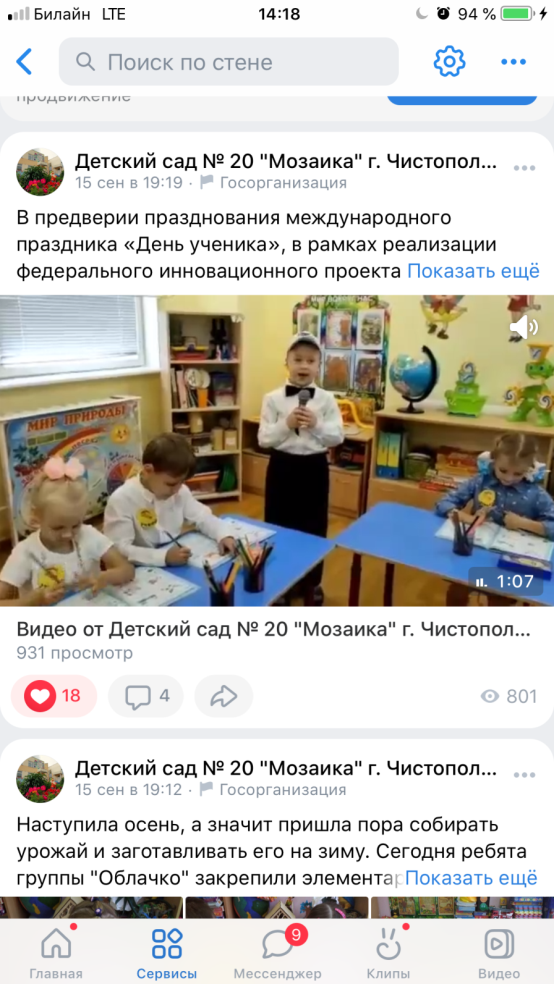 Билайн LTE 14:18 94 %
Поиск по стене
продвижение
Детский сад № 20 "Мозаика" г. Чистопол...
15 сен в 19:19 · Госорганизация
В предверии празднования международного
праздника «День ученика», в рамках реализации
федерального инновационного проекта Показать ещё
МИР ПРИРОДЫ
1:07
Видео от Детский сад № 20 "Мозаика" г. Чистопол...
931 просмотр
18 4 801
Детский сад № 20 "Мозаика" г. Чистопол...
15 сен в 19:12 · Госорганизация
Наступила осень, а значит пришла пора собирать
урожай и заготавливать его на зиму. Сегодня ребята
группы "Облачко" закрепили элемента Показать ещё
9
Главная Сервисы Мессенджер Клипы Видео